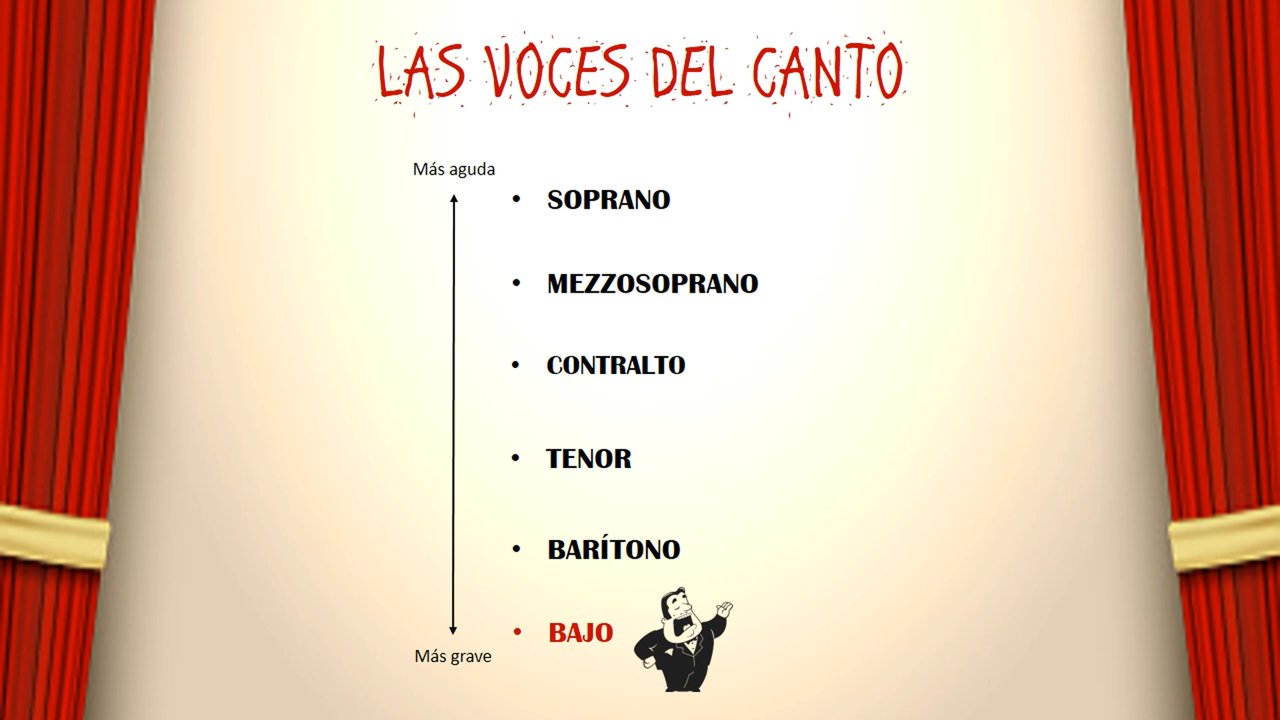 LAS VOCES DEL CANTO
Más aguda
• SOPRANO
• MEZZOSOPRANO
• CONTRALTO
• TENOR
• BARÍTONO
• BAJO
Más grave